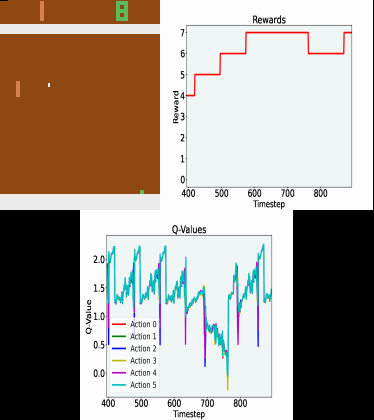 1 8
Rewards
7
6
5
4
3
2
1
0
Reward
400 500 600 700 800
Timestep
Q-Values
2.0
1.5
1.0
0.5
0.0
Q-Value
Action 0
Action 1
Action 2
Action 3
Action 4
Action 5
400 500 600 700 800
Timestep